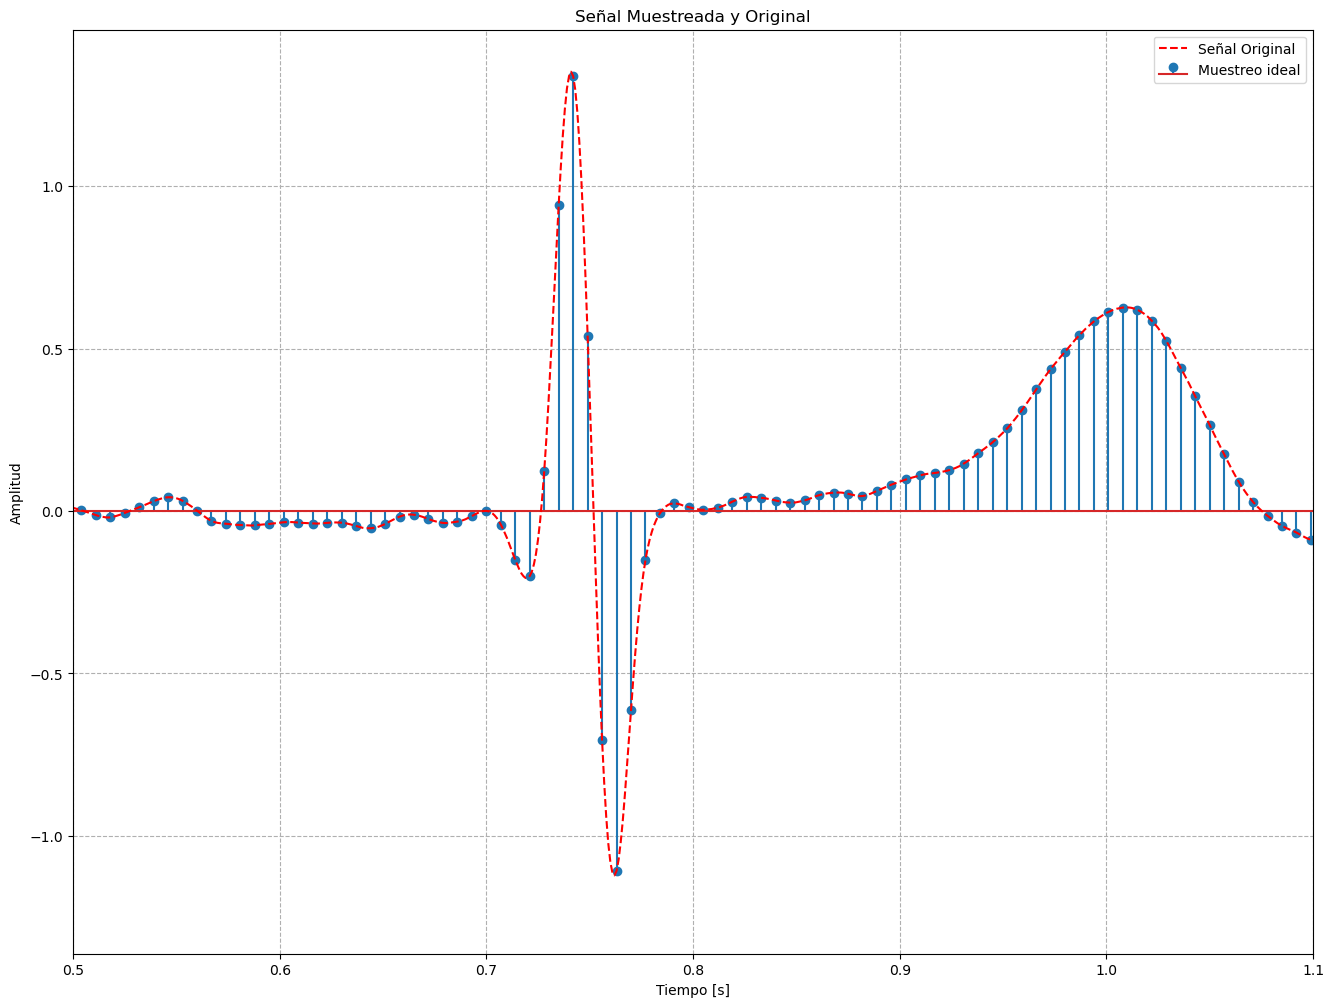 Señal Muestreada y Original
Señal Original
Muestreo ideal
Amplitud
1.0
0.5
0.0
−0.5
−1.0
0.5 0.6 0.7 0.8 0.9 1.0 1.1
Tiempo [s]